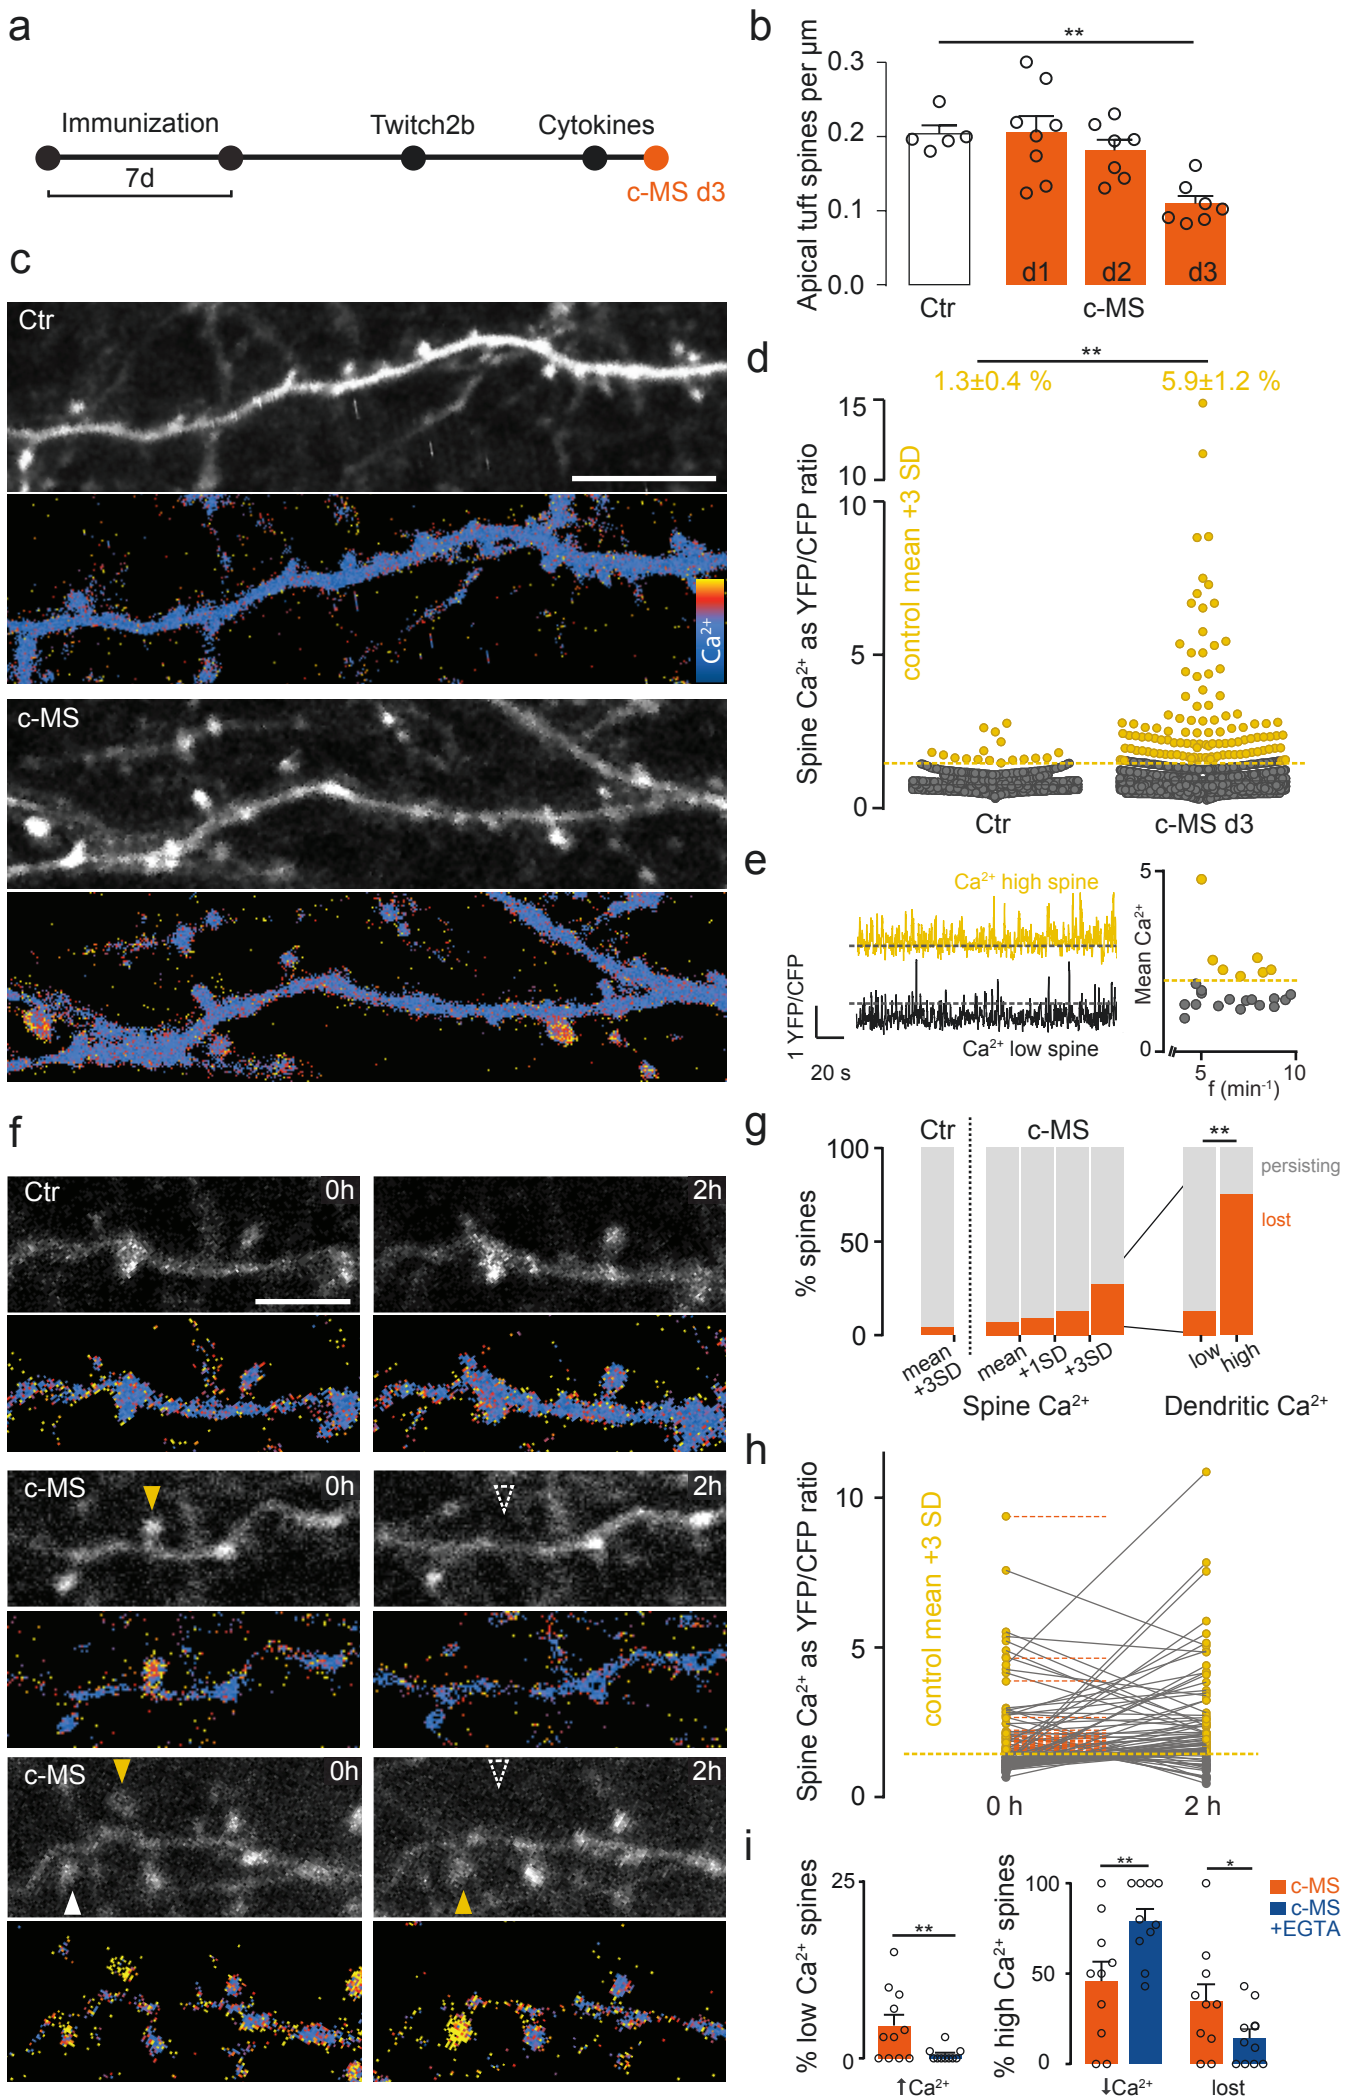 a
Immunization
Twitch2b
Cytokines
7d
c-MS d3
b
Apical tuft spines per µm
**
0.3
0.2
0.1
0.0
d1
d2
d3
Ctr
c-MS
c
Ctr
Ca²⁺
c-MS
d
**
1.3±0.4 %
5.9±1.2 %
Spine Ca²⁺ as YFP/CFP ratio
control mean +3 SD
15
10
10
5
0
Ctr
c-MS d3
e
Ca²⁺ high spine
Ca²⁺ low spine
1 YFP/CFP
20 s
Mean Ca²⁺
5
0
5
10
f (min⁻¹)
f
Ctr
0h
2h
c-MS
0h
2h
c-MS
0h
2h
g
Ctr
c-MS
**
% spines
100
50
0
persisting
lost
mean
+3SD
mean
+1SD
+3SD
low
high
Spine Ca²⁺
Dendritic Ca²⁺
h
Spine Ca²⁺ as YFP/CFP ratio
control mean +3 SD
10
5
0
0 h
2 h
i
% low Ca²⁺ spines
25
0
**
↑Ca²⁺
% high Ca²⁺ spines
100
50
0
**
*
↓Ca²⁺
lost
c-MS
c-MS
+EGTA